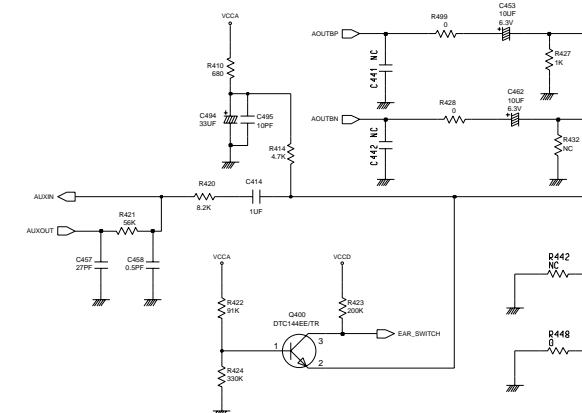 C453
10UF
6.3V
VCCA
R499
0
AOUTBP
R427
1K
R410
680
C441 NC
C462
10UF
6.3V
R428
0
C494
33UF
C495
10PF
AOUTBN
C442 NC
R432
NC
R414
4.7K
R420
8.2K
C414
1UF
AUXIN
R421
56K
AUXOUT
C457
27PF
C458
0.5PF
VCCA
VCCD
R442
NC
R422
91K
R423
200K
Q400
DTC144EE/TR
EAR_SWITCH
1
3
2
R448
0
R424
330K